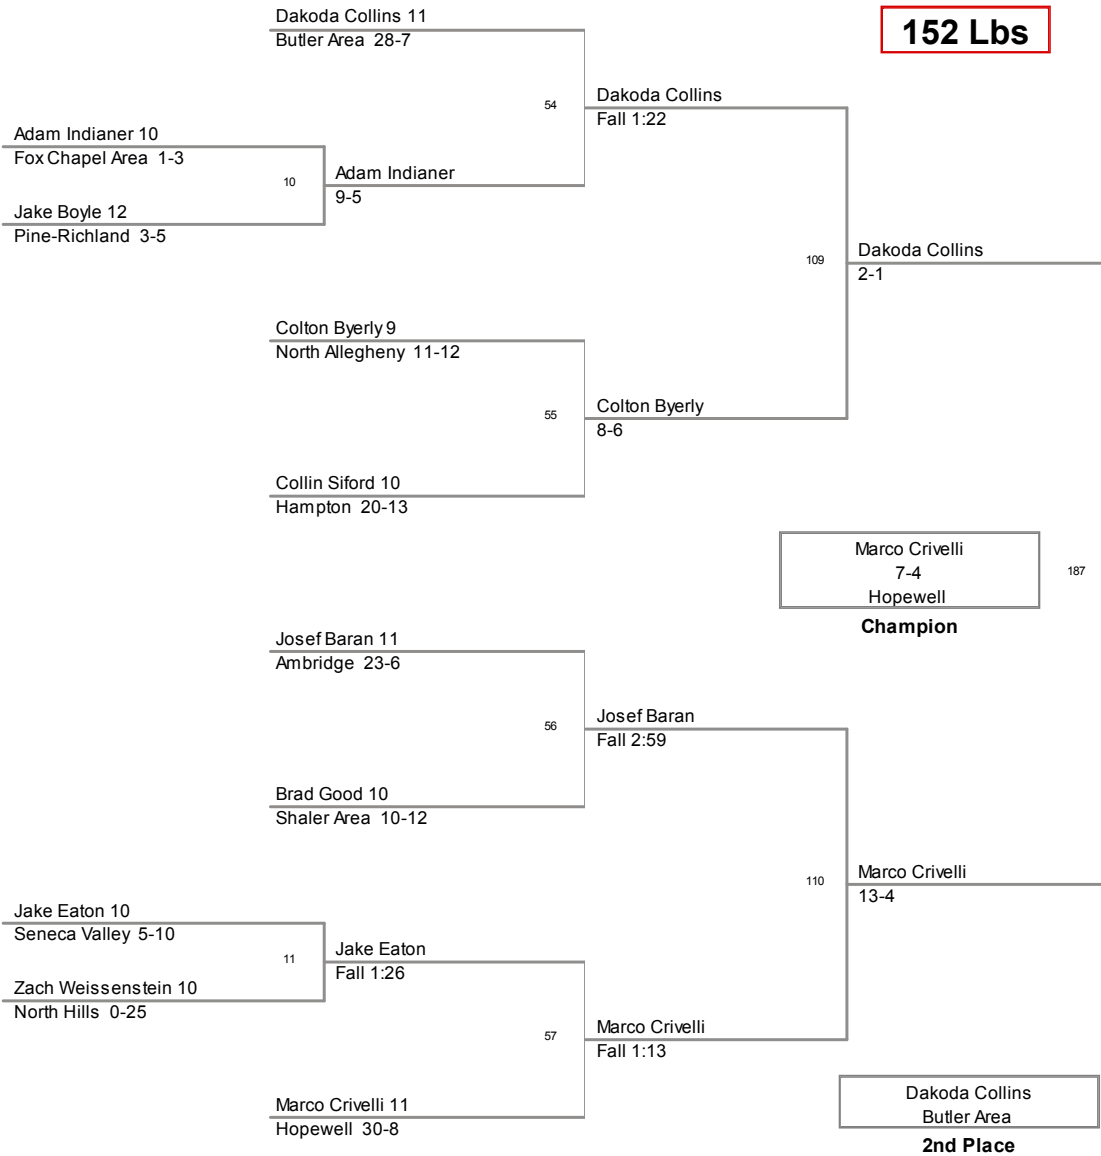 152 Lbs
Dakoda Collins 11
Butler Area 28-7
54
Dakoda Collins
Fall 1:22
Adam Indianer 10
Fox Chapel Area 1-3
10
Adam Indianer
9-5
Jake Boyle 12
Pine-Richland 3-5
109
Dakoda Collins
2-1
Colton Byerly 9
North Allegheny 11-12
55
Colton Byerly
8-6
Collin Siford 10
Hampton 20-13
Marco Crivelli
7-4
Hopewell
187
Champion
Josef Baran 11
Ambridge 23-6
56
Josef Baran
Fall 2:59
Brad Good 10
Shaler Area 10-12
110
Marco Crivelli
13-4
Jake Eaton 10
Seneca Valley 5-10
11
Jake Eaton
Fall 1:26
Zach Weissenstein 10
North Hills 0-25
57
Marco Crivelli
Fall 1:13
Marco Crivelli 11
Hopewell 30-8
Dakoda Collins
Butler Area
2nd Place